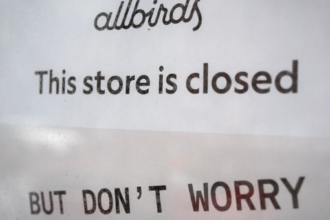 allbirds
This store is closed
BUT DON'T WORRY